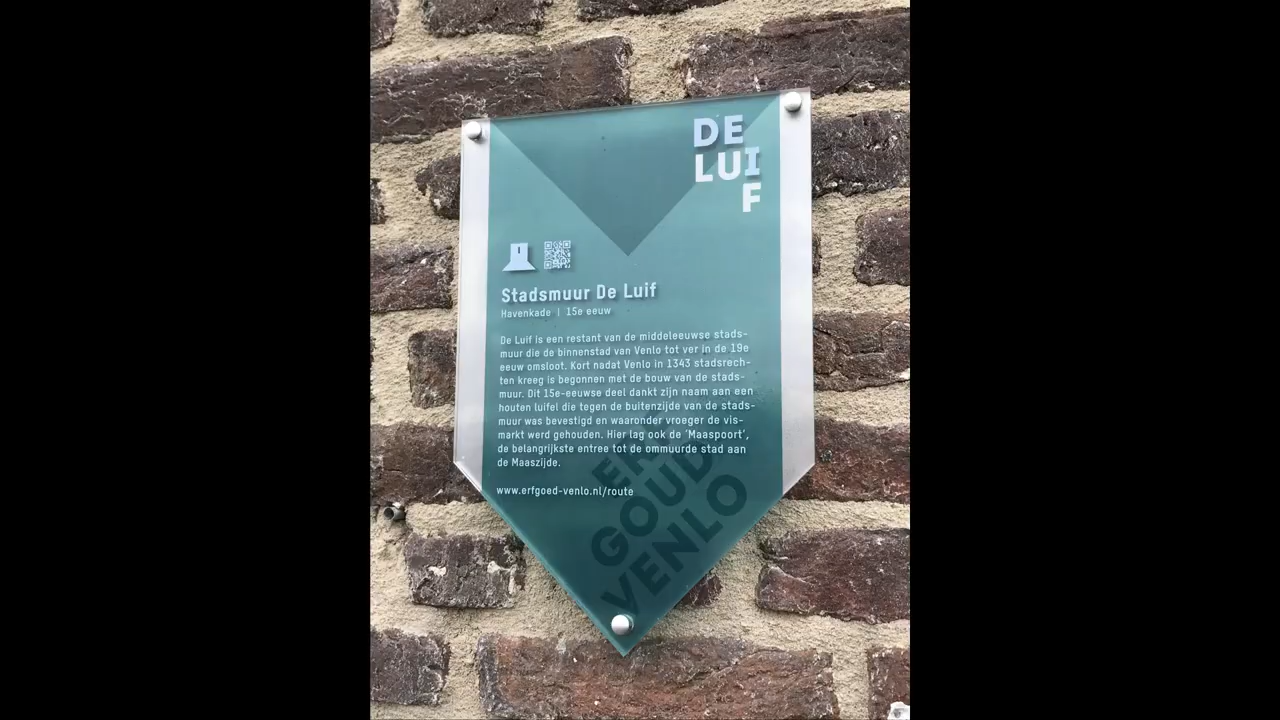 DE
LUI
F
1
Stadsmuur De Luif
Havenkade | 15e eeuw
De Luif is een restant van de middeleeuwse stads-
muur die de binnenstad van Venlo tot ver in de 19e
eeuw omsloot. Kort nadat Venlo in 1343 stadsrech-
ten kreeg is begonnen met de bouw van de stads-
muur. Dit 15e-eeuwse deel dankt zijn naam aan een
houten luifel die tegen de buitenzijde van de stads-
muur was bevestigd en waaronder vroeger de vis-
markt werd gehouden. Hier lag ook de 'Maaspoort',
de belangrijkste entree tot de ommuurde stad aan
de Maaszijde.
www.erfgoed-venlo.nl/route
GOUD
VENLO